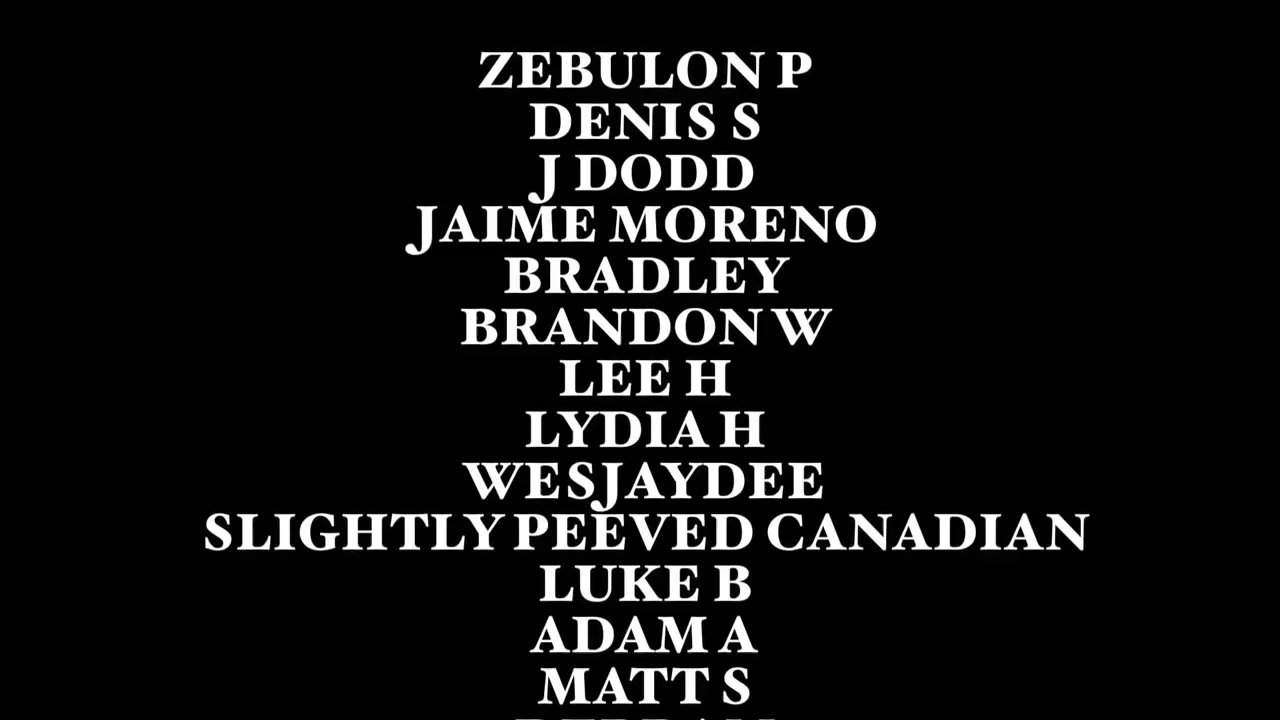 ZEBULON P
DENIS S
J DODD
JAIME MORENO
BRADLEY
BRANDON W
LEE H
LYDIA H
WESJAYDEE
SLIGHTLY PEEVED CANADIAN
LUKE B
ADAM A
MATT S